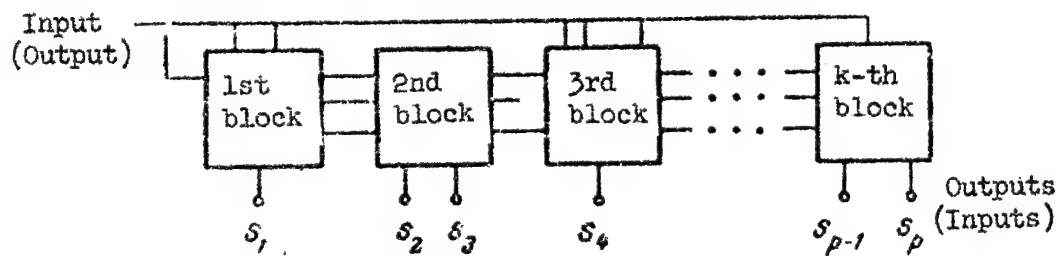 Input
(Output)
1st
block
2nd
block
3rd
block
. . .
. . .
. . .
k-th
block
S1
S2
S3
S4
Sp-1
Sp
Outputs
(Inputs)